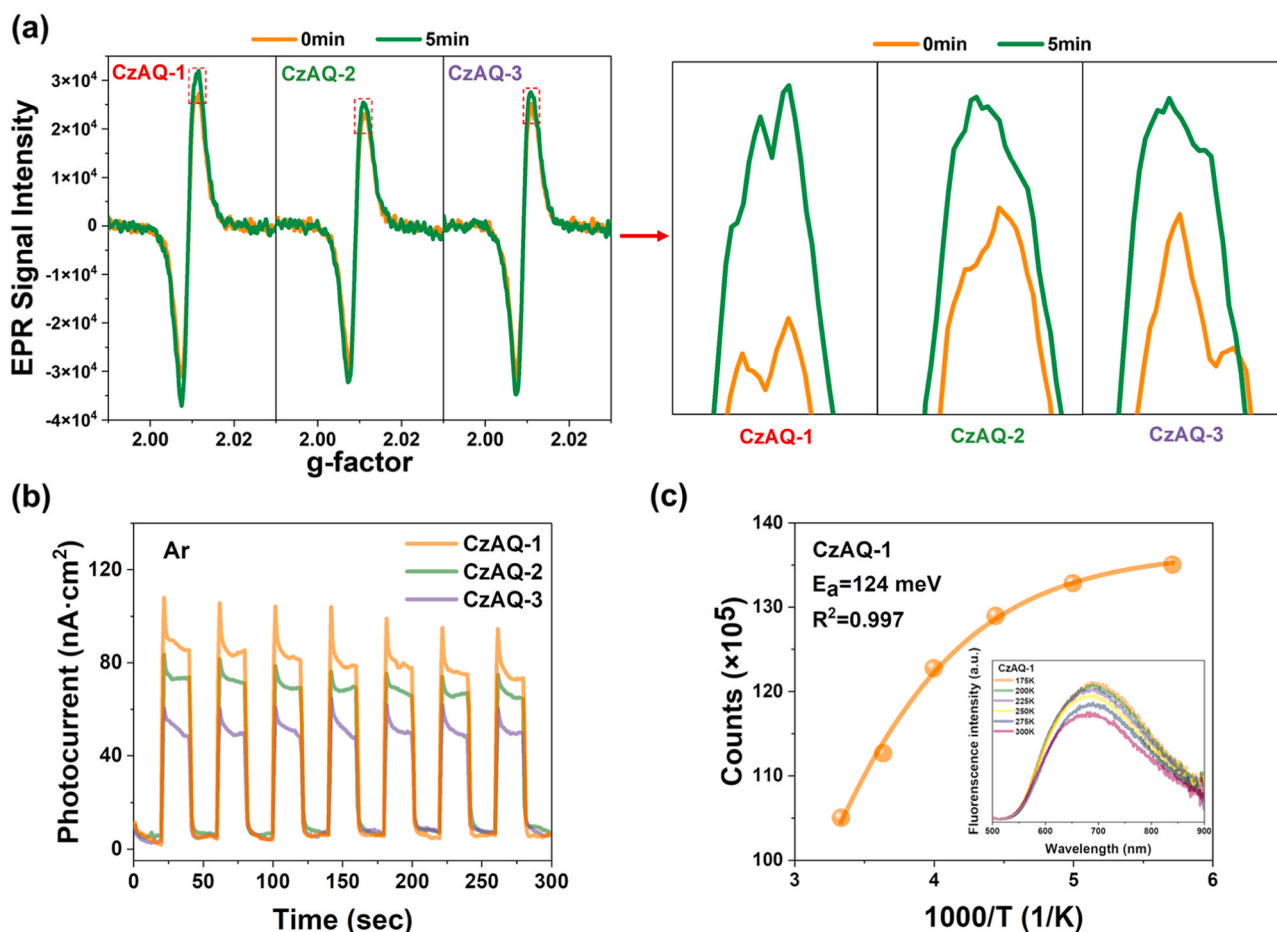 (a)
0min 5min
0min 5min
CzAQ-1 CzAQ-2 CzAQ-3
EPR Signal Intensity
3×10⁴
2×10⁴
1×10⁴
0
-1×10⁴
-2×10⁴
-3×10⁴
-4×10⁴
2.00 2.02 2.00 2.02 2.00 2.02
g-factor
CzAQ-1 CzAQ-2 CzAQ-3
(b)
Ar
CzAQ-1
CzAQ-2
CzAQ-3
Photocurrent (nA·cm²)
120
80
40
0
0 50 100 150 200 250 300
Time (sec)
(c)
CzAQ-1
Eₐ=124 meV
R²=0.997
Counts (×10⁵)
140
130
120
110
100
3 4 5 6
1000/T (1/K)
CzAQ-1
175K
200K
225K
250K
275K
300K
Fluorenscence intensity (a.u.)
500 600 700 800 900
Wavelength (nm)